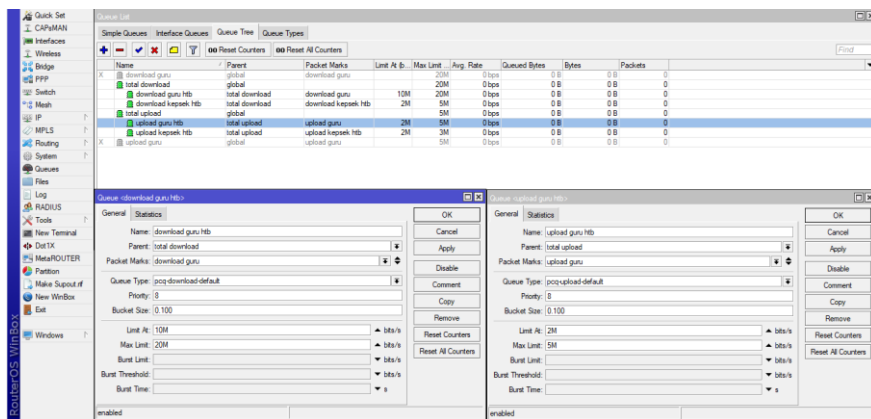 Quick Set
CAPsMAN
Interfaces
Wireless
Bridge
PPP
Switch
Mesh
IP
MPLS
Routing
System
Queues
Files
Log
RADIUS
Tools
New Terminal
Dot1X
MetaROUTER
Partition
Make Supout.rif
New WinBox
Exit
Windows
RouterOS WinBox
Queue List
Simple Queues Interface Queues Queue Tree Queue Types
00 Reset Counters 00 Reset All Counters Find
Name Parent Packet Marks Limit At (b... Max Limit ... Avg. Rate Queued Bytes Bytes Packets
X download guru global download guru 20M 0 bps 0 B 0 B 0
total download global 20M 0 bps 0 B 0 B 0
download guru htb total download download guru 10M 20M 0 bps 0 B 0 B 0
download kepsek htb total download download kepsek htb 2M 5M 0 bps 0 B 0 B 0
total upload global 5M 0 bps 0 B 0 B 0
upload guru htb total upload upload guru 2M 5M 0 bps 0 B 0 B 0
upload kepsek htb total upload upload kepsek htb 2M 3M 0 bps 0 B 0 B 0
X upload guru global upload guru 5M 0 bps 0 B 0 B 0
Queue <download guru htb>
General Statistics
Name: download guru htb
Parent: total download
Packet Marks: download guru
Queue Type: pcq-download-default
Priority: 8
Bucket Size: 0.100
Limit At: 10M bits/s
Max Limit: 20M bits/s
Burst Limit: bits/s
Burst Threshold: bits/s
Burst Time: s
enabled
OK
Cancel
Apply
Disable
Comment
Copy
Remove
Reset Counters
Reset All Counters
Queue <upload guru htb>
General Statistics
Name: upload guru htb
Parent: total upload
Packet Marks: upload guru
Queue Type: pcq-upload-default
Priority: 8
Bucket Size: 0.100
Limit At: 2M bits/s
Max Limit: 5M bits/s
Burst Limit: bits/s
Burst Threshold: bits/s
Burst Time: s
enabled
OK
Cancel
Apply
Disable
Comment
Copy
Remove
Reset Counters
Reset All Counters